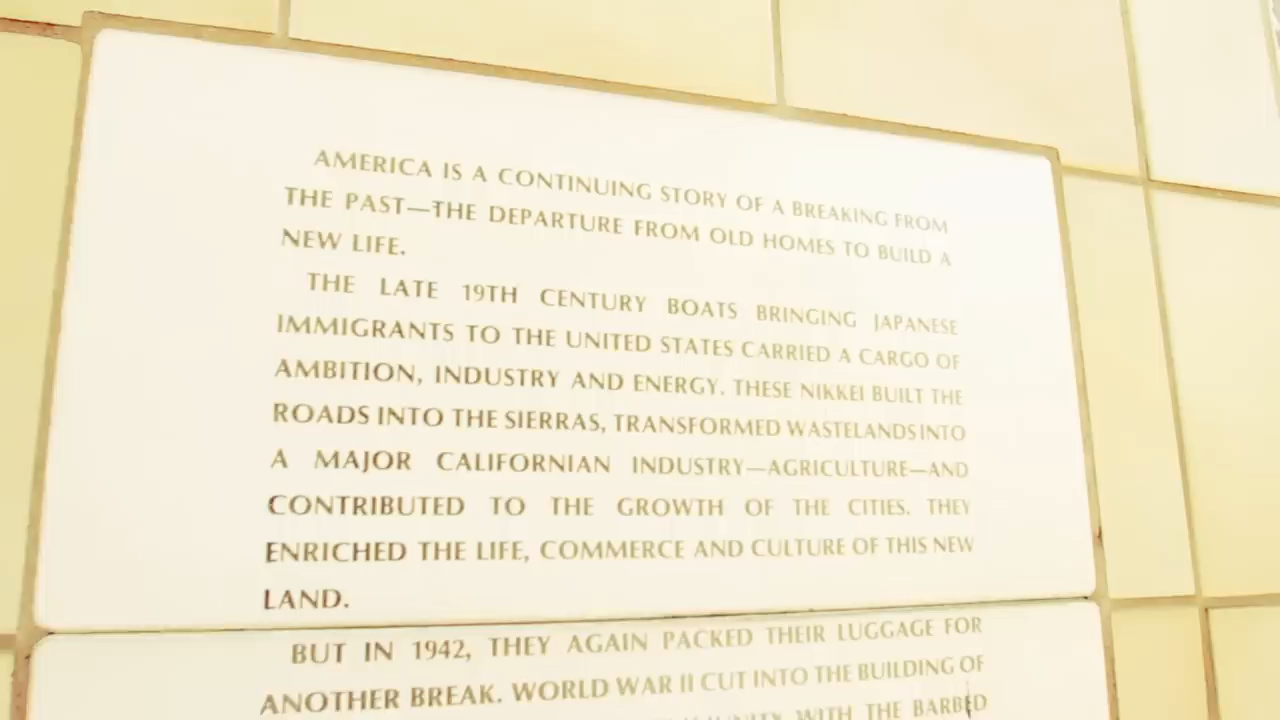 AMERICA IS A CONTINUING STORY OF A BREAKING FROM
THE PAST—THE DEPARTURE FROM OLD HOMES TO BUILD A
NEW LIFE.
THE LATE 19TH CENTURY BOATS BRINGING JAPANESE
IMMIGRANTS TO THE UNITED STATES CARRIED A CARGO OF
AMBITION, INDUSTRY AND ENERGY. THESE NIKKEI BUILT THE
ROADS INTO THE SIERRAS, TRANSFORMED WASTELANDS INTO
A MAJOR CALIFORNIAN INDUSTRY—AGRICULTURE—AND
CONTRIBUTED TO THE GROWTH OF THE CITIES. THEY
ENRICHED THE LIFE, COMMERCE AND CULTURE OF THIS NEW
LAND.
BUT IN 1942, THEY AGAIN PACKED THEIR LUGGAGE FOR
ANOTHER BREAK. WORLD WAR II CUT INTO THE BUILDING OF
WITH THE BARBED